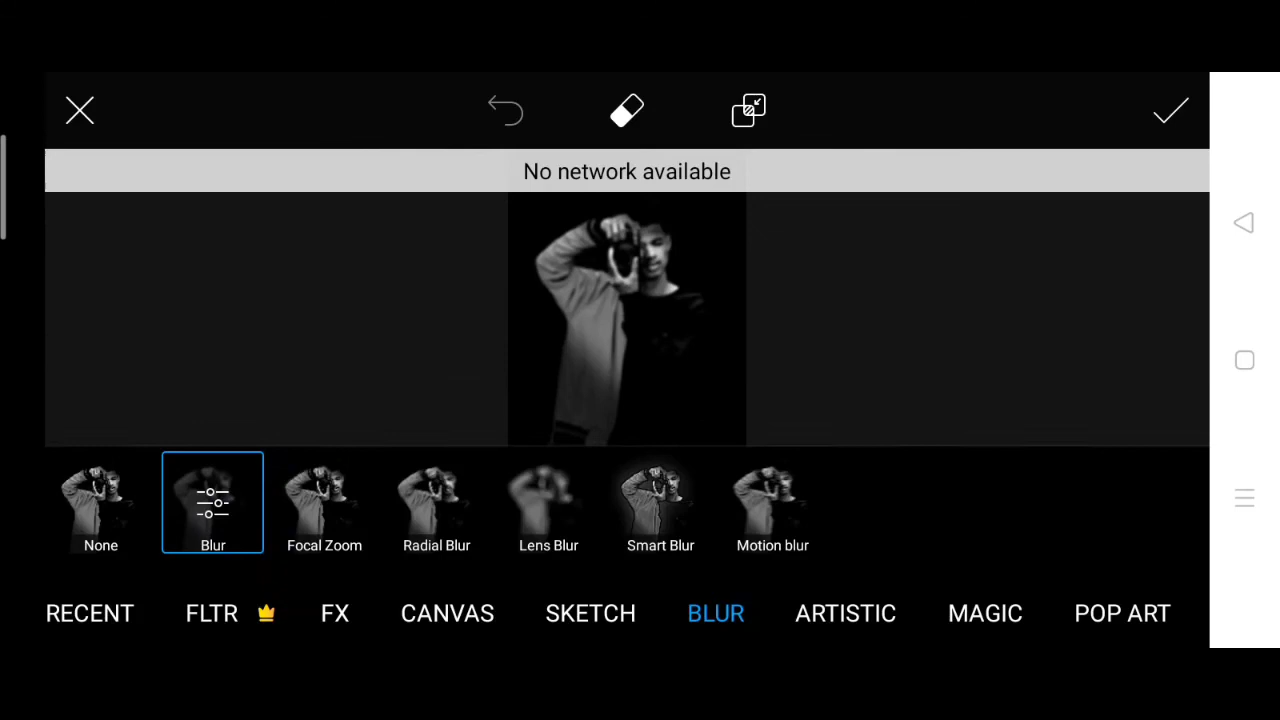 No network available
None Blur Focal Zoom Radial Blur Lens Blur Smart Blur Motion blur
RECENT FLTR FX CANVAS SKETCH BLUR ARTISTIC MAGIC POP ART